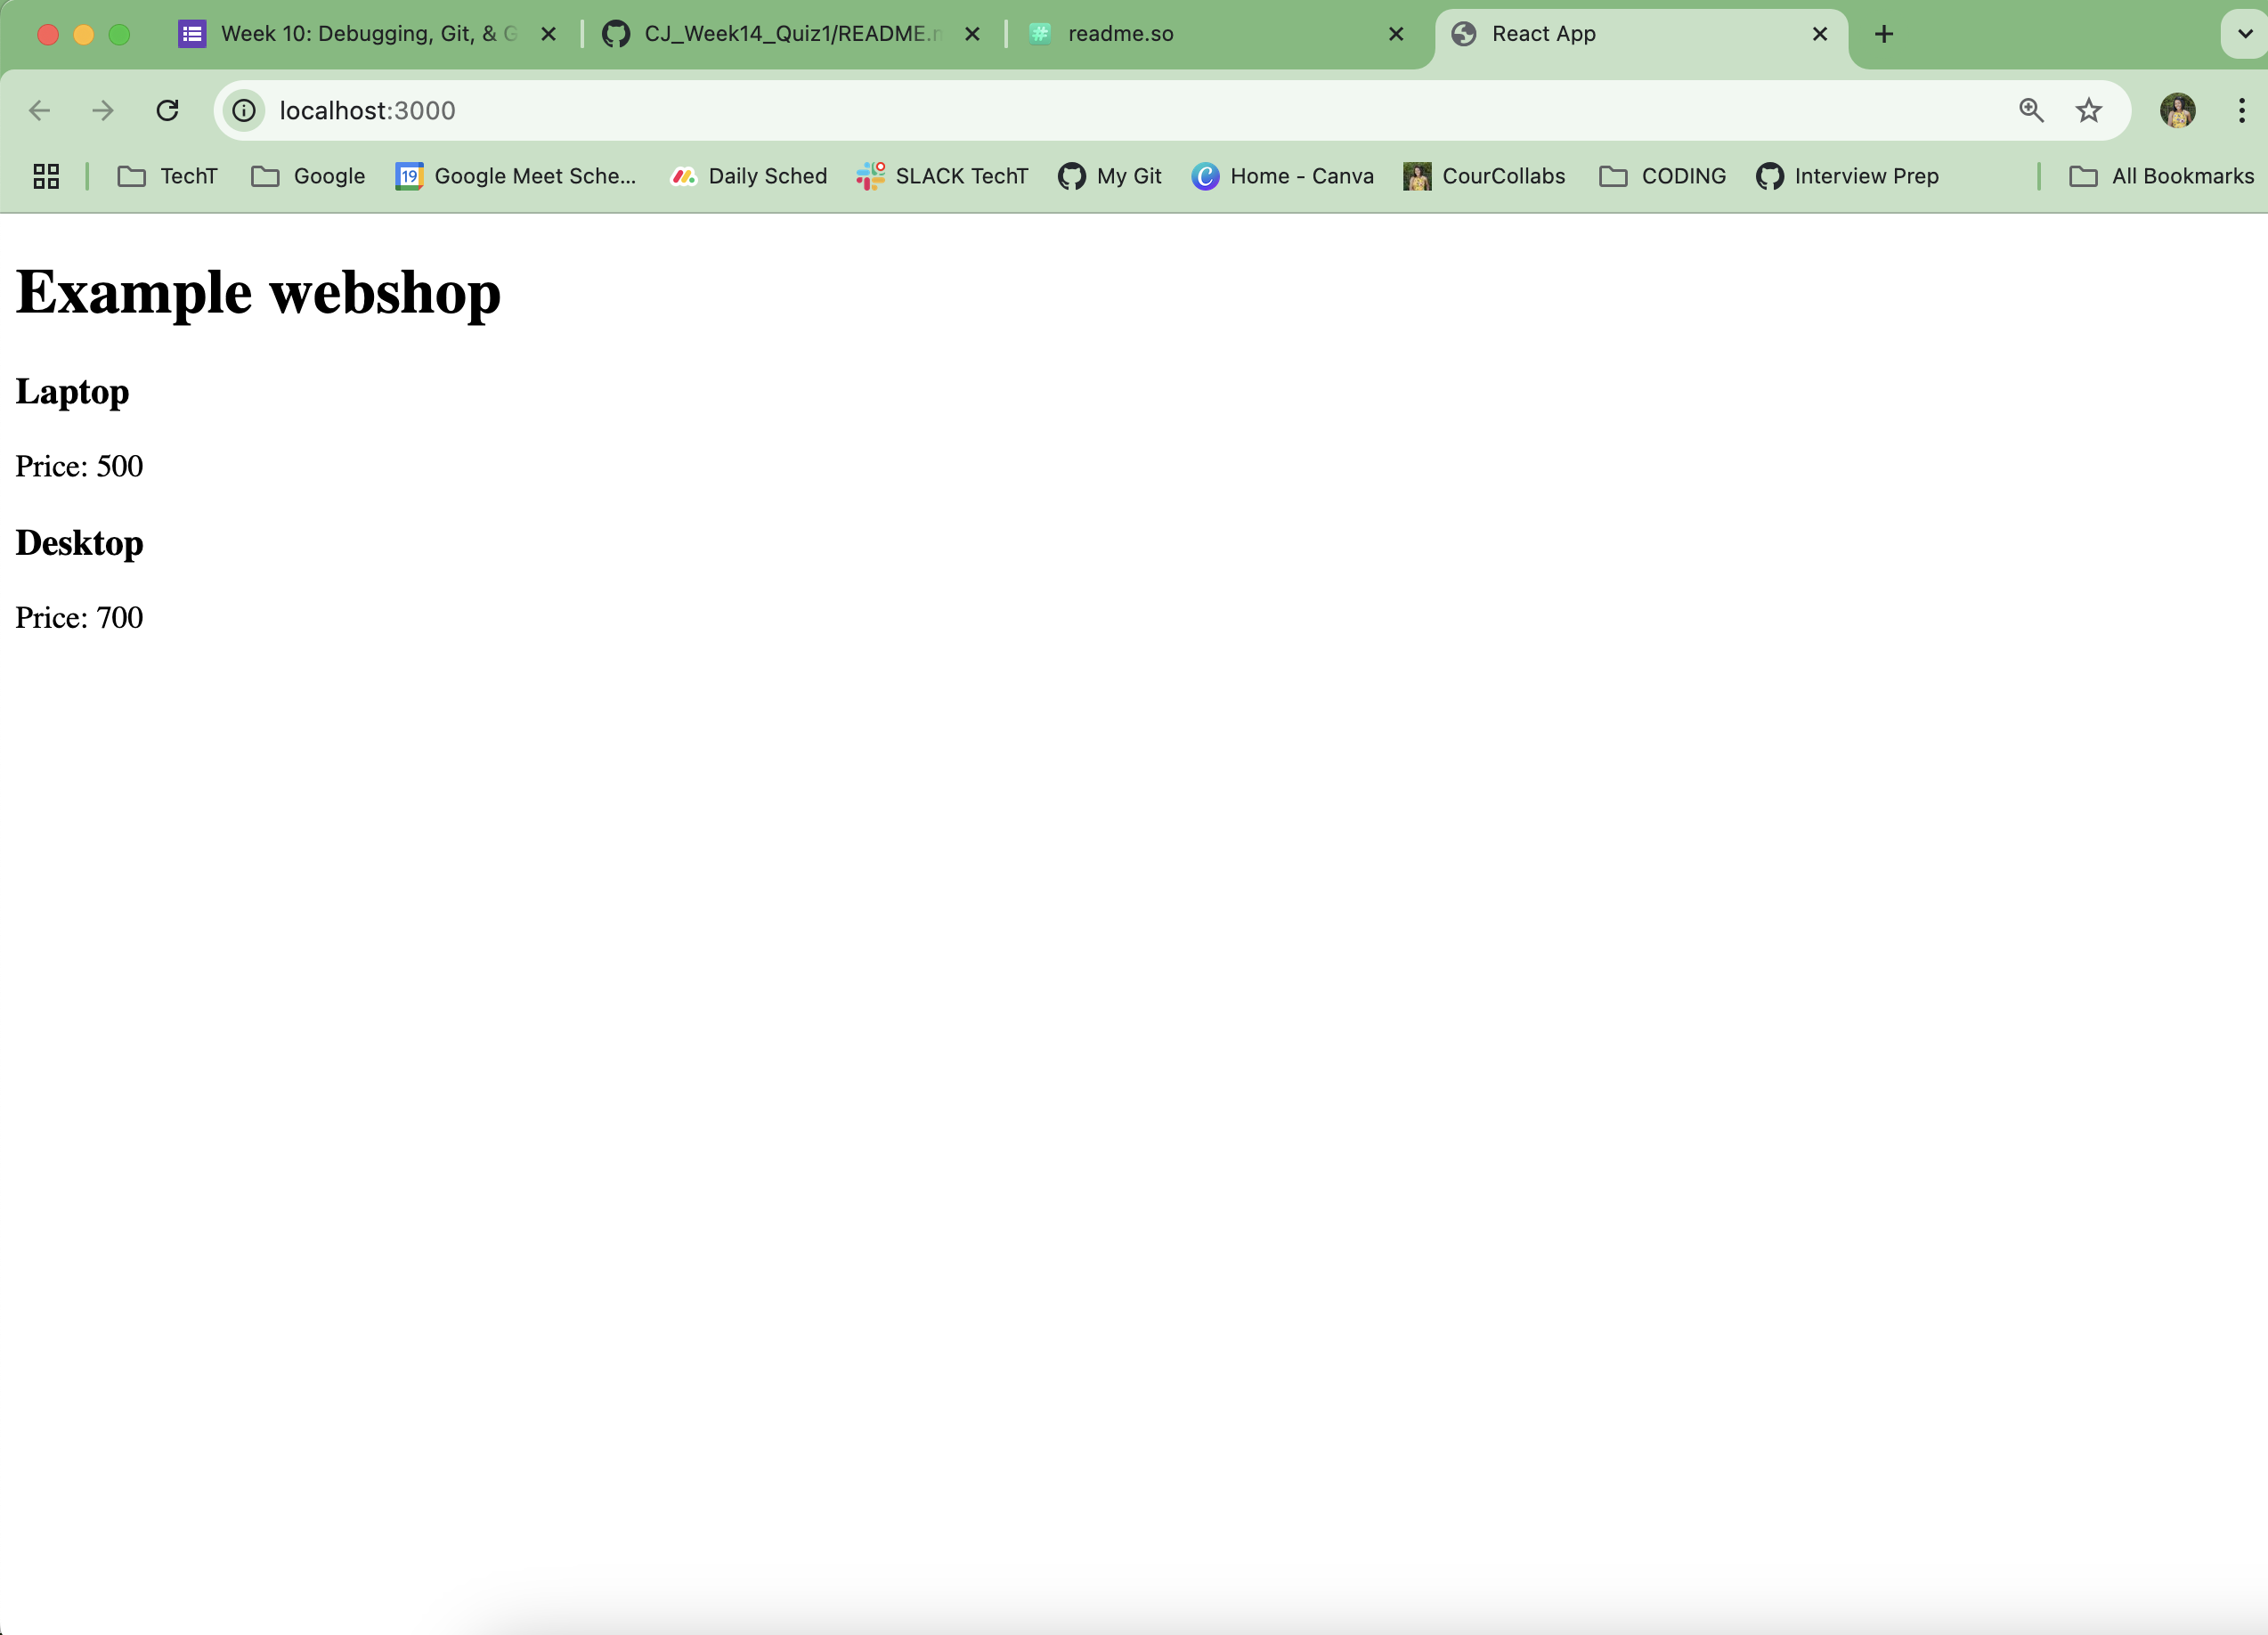 Week 10: Debugging, Git, & G
CJ_Week14_Quiz1/README.m
readme.so
React App
localhost:3000
TechT
Google
19
Google Meet Sche...
Daily Sched
SLACK TechT
My Git
Home - Canva
CourCollabs
CODING
Interview Prep
All Bookmarks
Example webshop
Laptop
Price: 500
Desktop
Price: 700